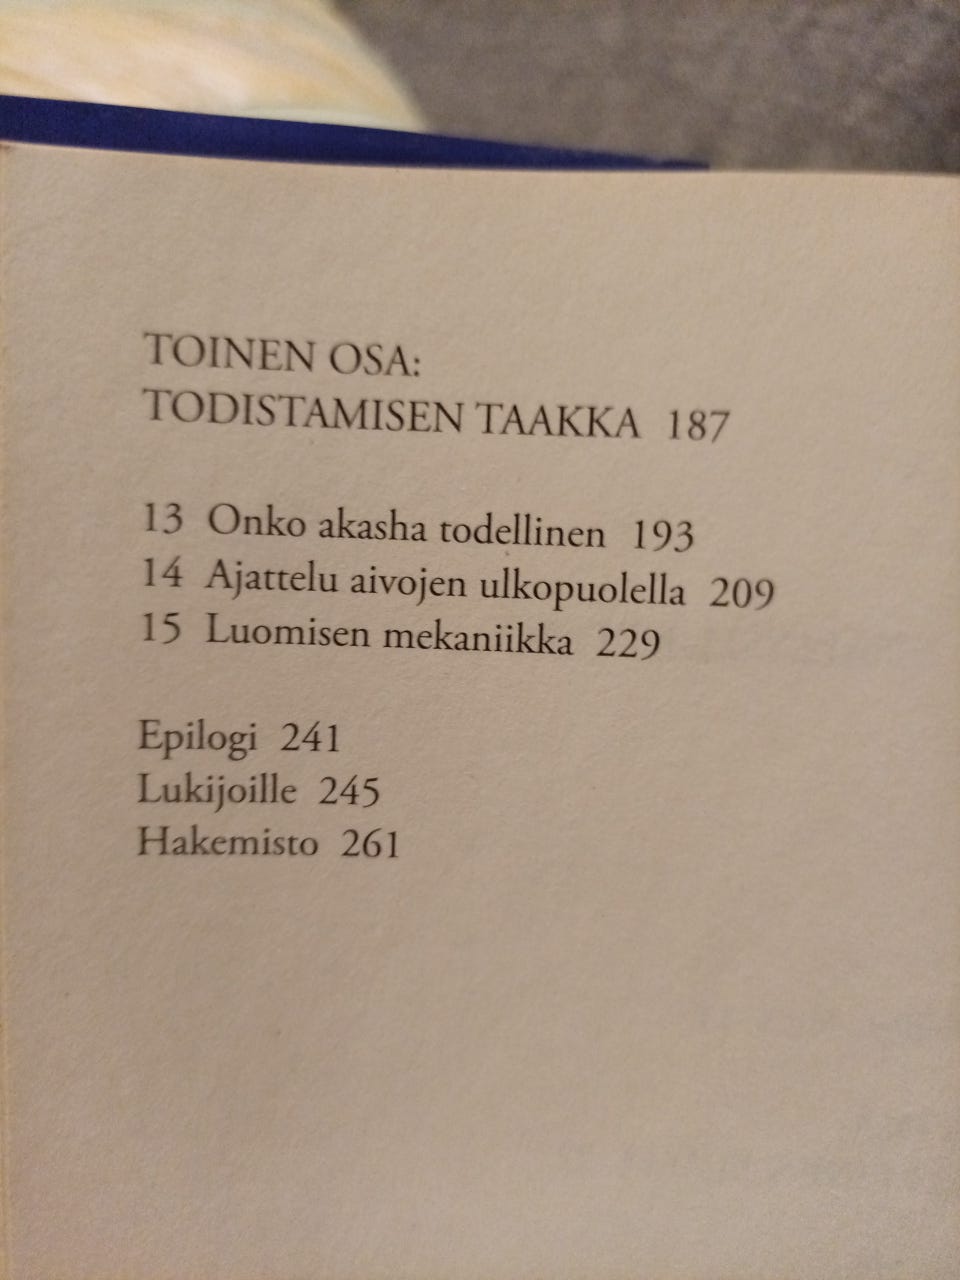 TOINEN OSA:
TODISTAMISEN TAAKKA 187
13 Onko akasha todellinen 193
14 Ajattelu aivojen ulkopuolella 209
15 Luomisen mekaniikka 229
Epilogi 241
Lukijoille 245
Hakemisto 261